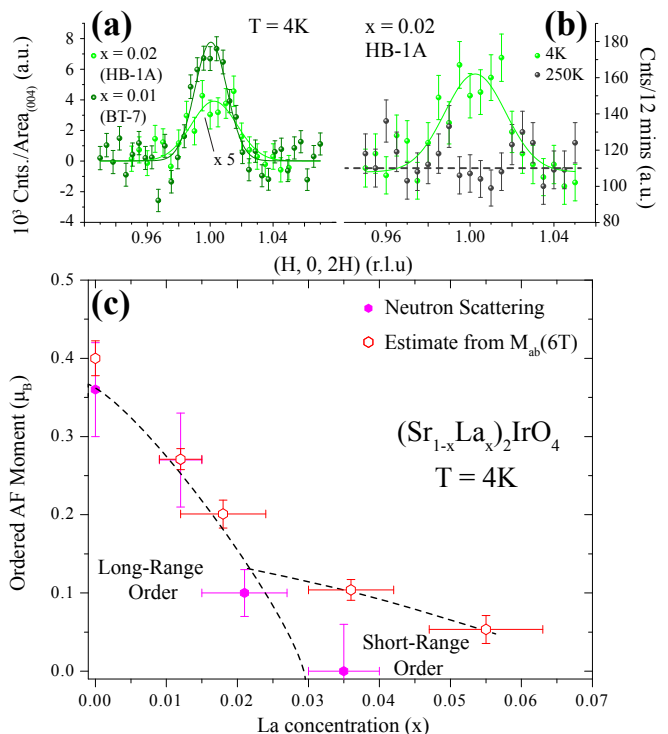 (a)
T = 4K
x = 0.02
(HB-1A)
x = 0.01
(BT-7)
x 5
10³ Cnts./Area₍₀₀₄₎ (a.u.)
8
6
4
2
0
-2
-4
0.96
1.00
1.04
x = 0.02
HB-1A
(b)
4K
250K
Cnts/12 mins (a.u.)
180
160
140
120
100
80
0.96
1.00
1.04
(H, 0, 2H) (r.l.u)
(c)
Neutron Scattering
Estimate from M_ab(6T)
(Sr₁₋ₓLaₓ)₂IrO₄
T = 4K
Long-Range
Order
Short-Range
Order
Ordered AF Moment (μ_B)
0.5
0.4
0.3
0.2
0.1
0.0
0.00
0.01
0.02
0.03
0.04
0.05
0.06
0.07
La concentration (x)